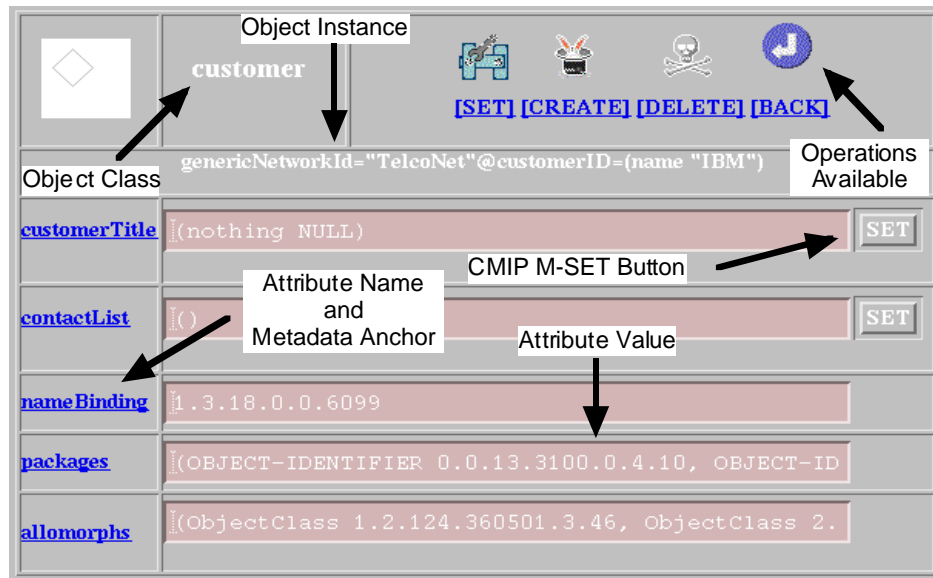 Object Instance
customer
[SET] [CREATE] [DELETE] [BACK]
Object Class
genericNetworkId="TelcoNet"@customerID=(name "IBM")
Operations
Available
customerTitle
(nothing NULL)
SET
CMIP M-SET Button
Attribute Name
and
Metadata Anchor
contactList
()
SET
Attribute Value
nameBinding
1.3.18.0.0.6099
packages
(OBJECT-IDENTIFIER 0.0.13.3100.0.4.10, OBJECT-ID
allomorphs
(ObjectClass 1.2.124.360501.3.46, ObjectClass 2.